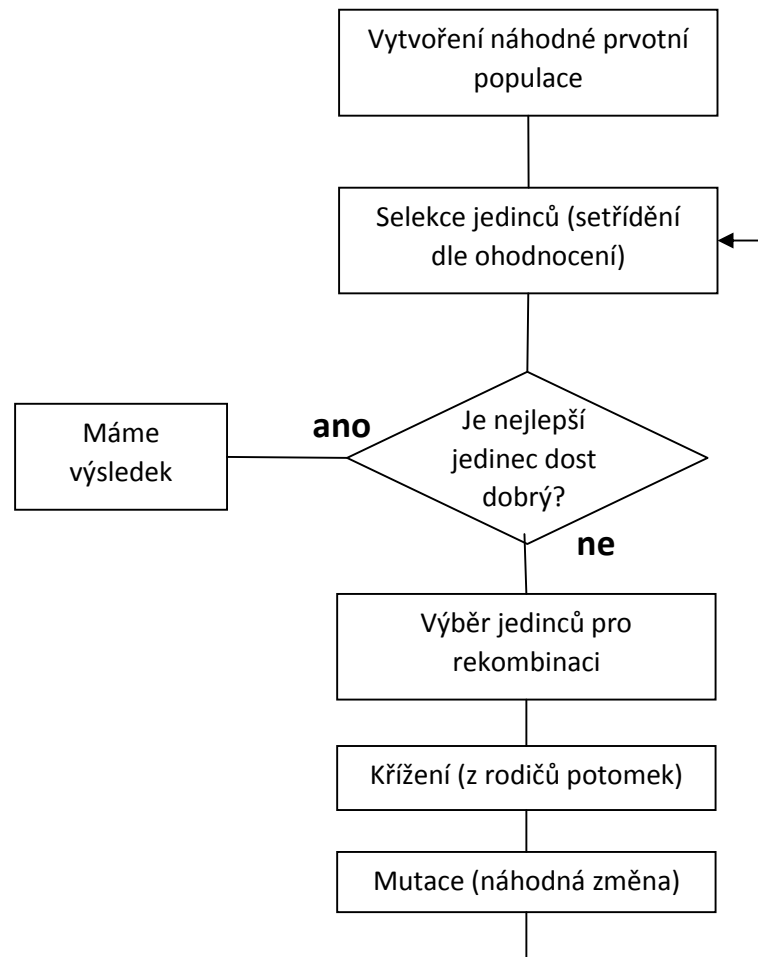 Vytvoření náhodné prvotní
populace
Selekce jedinců (setřídění
dle ohodnocení)
ano
Máme
výsledek
Je nejlepší
jedinec dost
dobrý?
ne
Výběr jedinců pro
rekombinaci
Křížení (z rodičů potomek)
Mutace (náhodná změna)